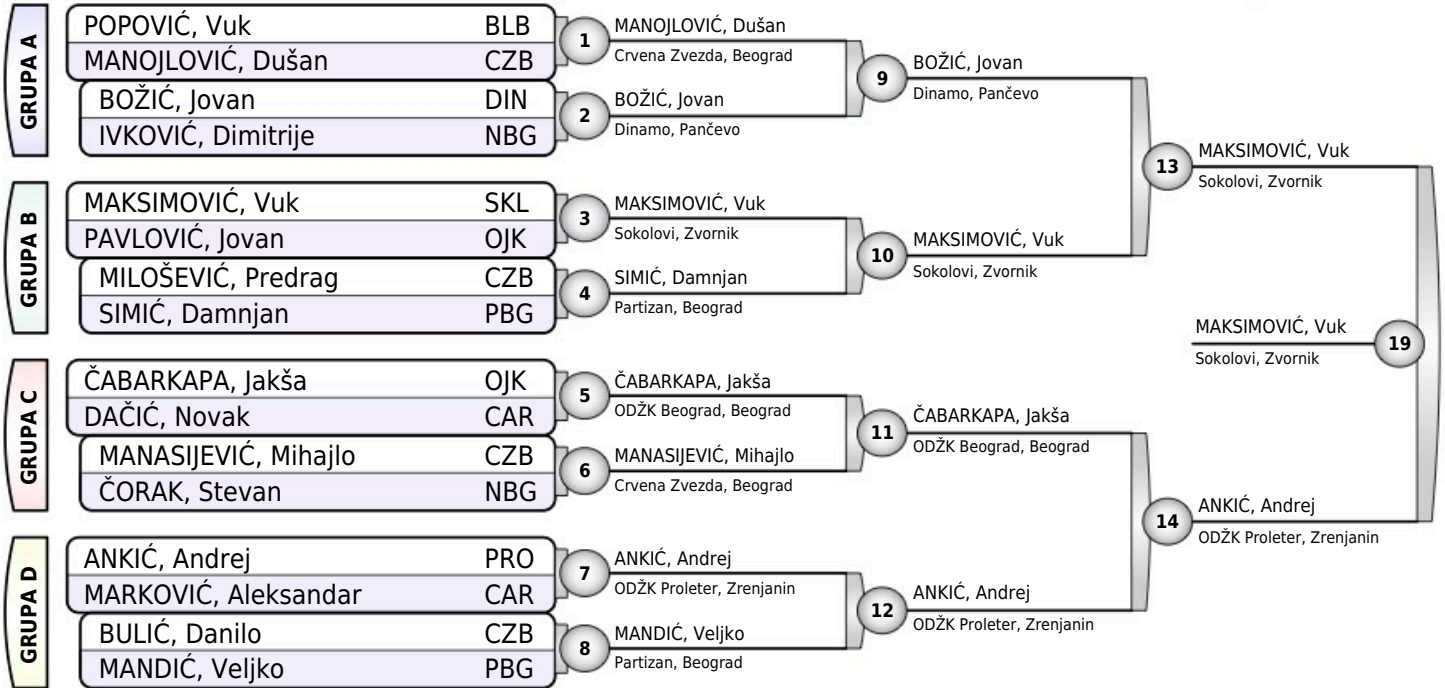 GRUPA A
POPOVIĆ, Vuk BLB
MANOJLOVIĆ, Dušan CZB
BOŽIĆ, Jovan DIN
IVKOVIĆ, Dimitrije NBG
GRUPA B
MAKSIMOVIĆ, Vuk SKL
PAVLOVIĆ, Jovan OJK
MILOŠEVIĆ, Predrag CZB
SIMIĆ, Damnjan PBG
GRUPA C
ČABARKAPA, Jakša OJK
DAČIĆ, Novak CAR
MANASIJEVIĆ, Mihajlo CZB
ČORAK, Stevan NBG
GRUPA D
ANKIĆ, Andrej PRO
MARKOVIĆ, Aleksandar CAR
BULIĆ, Danilo CZB
MANDIĆ, Veljko PBG
1 MANOJLOVIĆ, Dušan
Crvena Zvezda, Beograd
2 BOŽIĆ, Jovan
Dinamo, Pančevo
3 MAKSIMOVIĆ, Vuk
Sokolovi, Zvornik
4 SIMIĆ, Damnjan
Partizan, Beograd
5 ČABARKAPA, Jakša
ODŽK Beograd, Beograd
6 MANASIJEVIĆ, Mihajlo
Crvena Zvezda, Beograd
7 ANKIĆ, Andrej
ODŽK Proleter, Zrenjanin
8 MANDIĆ, Veljko
Partizan, Beograd
9 BOŽIĆ, Jovan
Dinamo, Pančevo
10 MAKSIMOVIĆ, Vuk
Sokolovi, Zvornik
11 ČABARKAPA, Jakša
ODŽK Beograd, Beograd
12 ANKIĆ, Andrej
ODŽK Proleter, Zrenjanin
13 MAKSIMOVIĆ, Vuk
Sokolovi, Zvornik
14 ANKIĆ, Andrej
ODŽK Proleter, Zrenjanin
MAKSIMOVIĆ, Vuk 19
Sokolovi, Zvornik